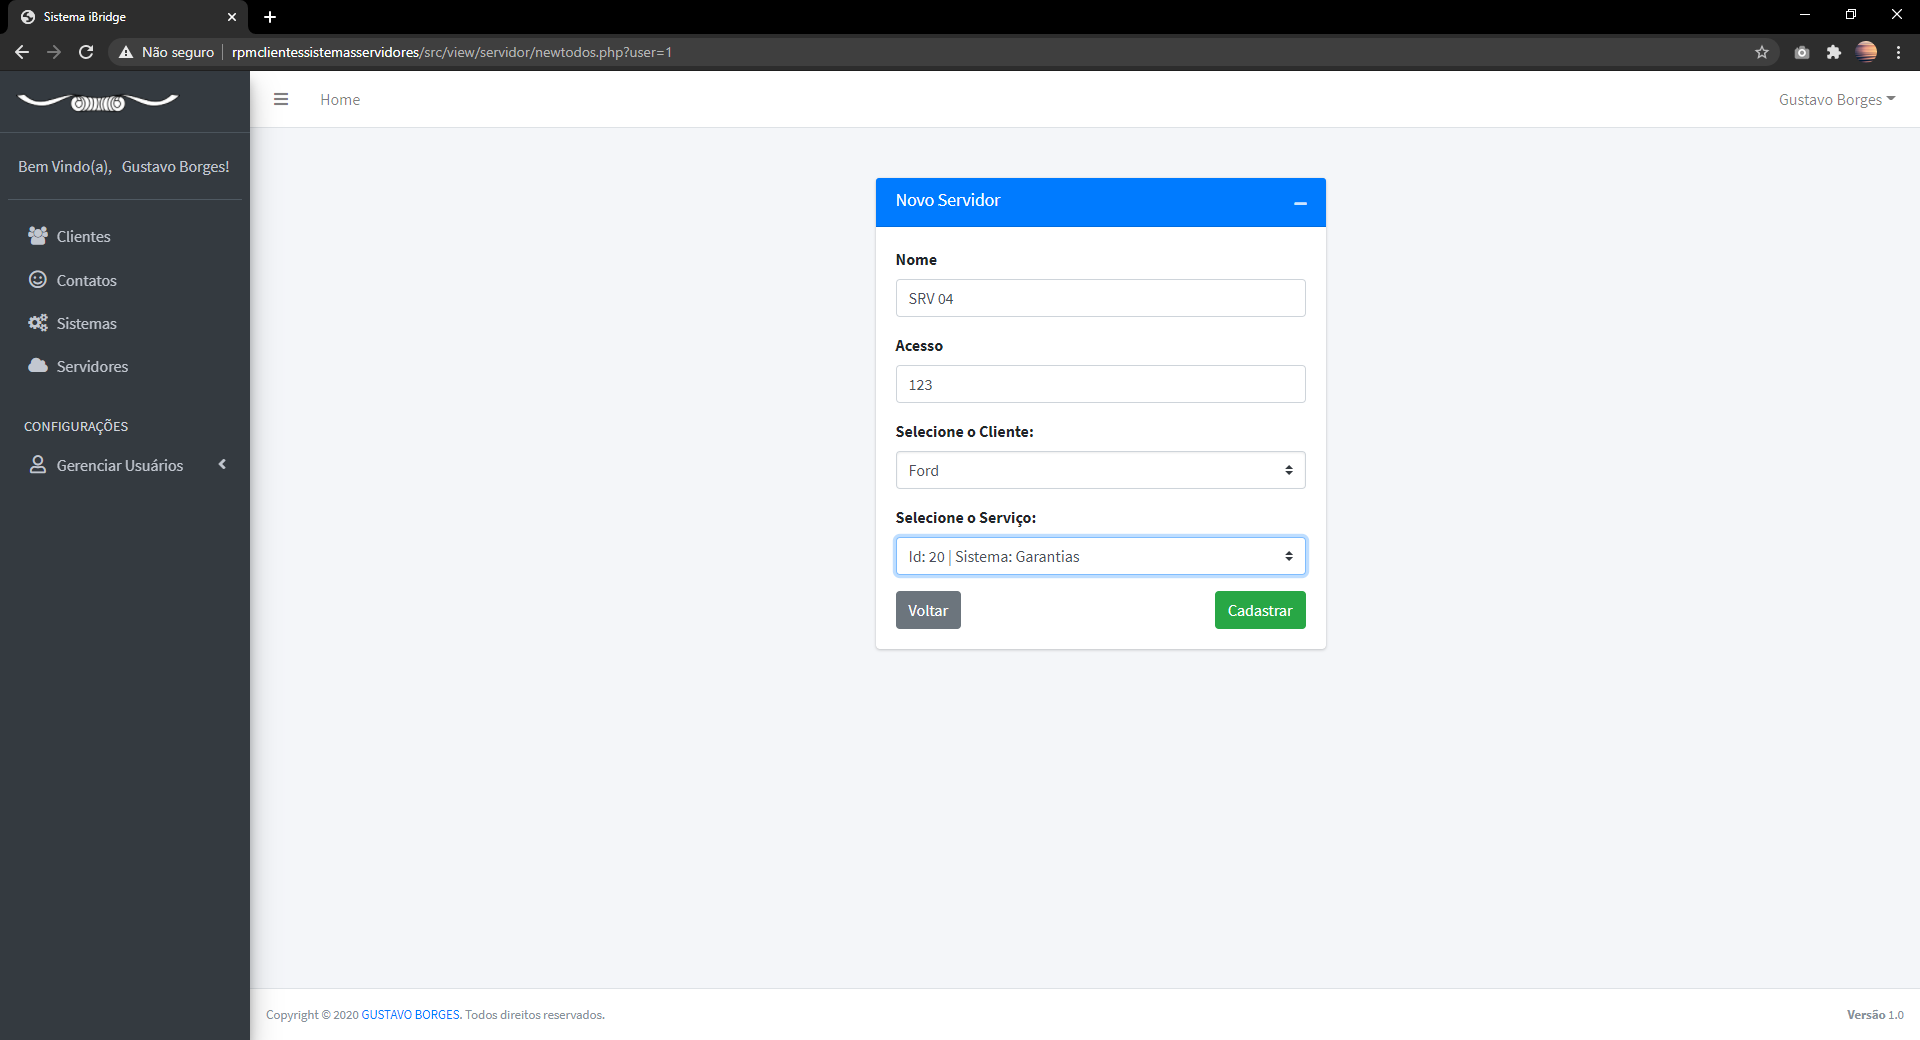 Sistema iBridge
Não seguro | rpmclientessistemasservidores/src/view/servidor/newtodos.php?user=1
Home
Gustavo Borges
Bem Vindo(a), Gustavo Borges!
Clientes
Contatos
Sistemas
Servidores
CONFIGURAÇÕES
Gerenciar Usuários
Novo Servidor
Nome
SRV 04
Acesso
123
Selecione o Cliente:
Ford
Selecione o Serviço:
Id: 20 | Sistema: Garantias
Voltar
Cadastrar
Copyright © 2020 GUSTAVO BORGES. Todos direitos reservados.
Versão 1.0